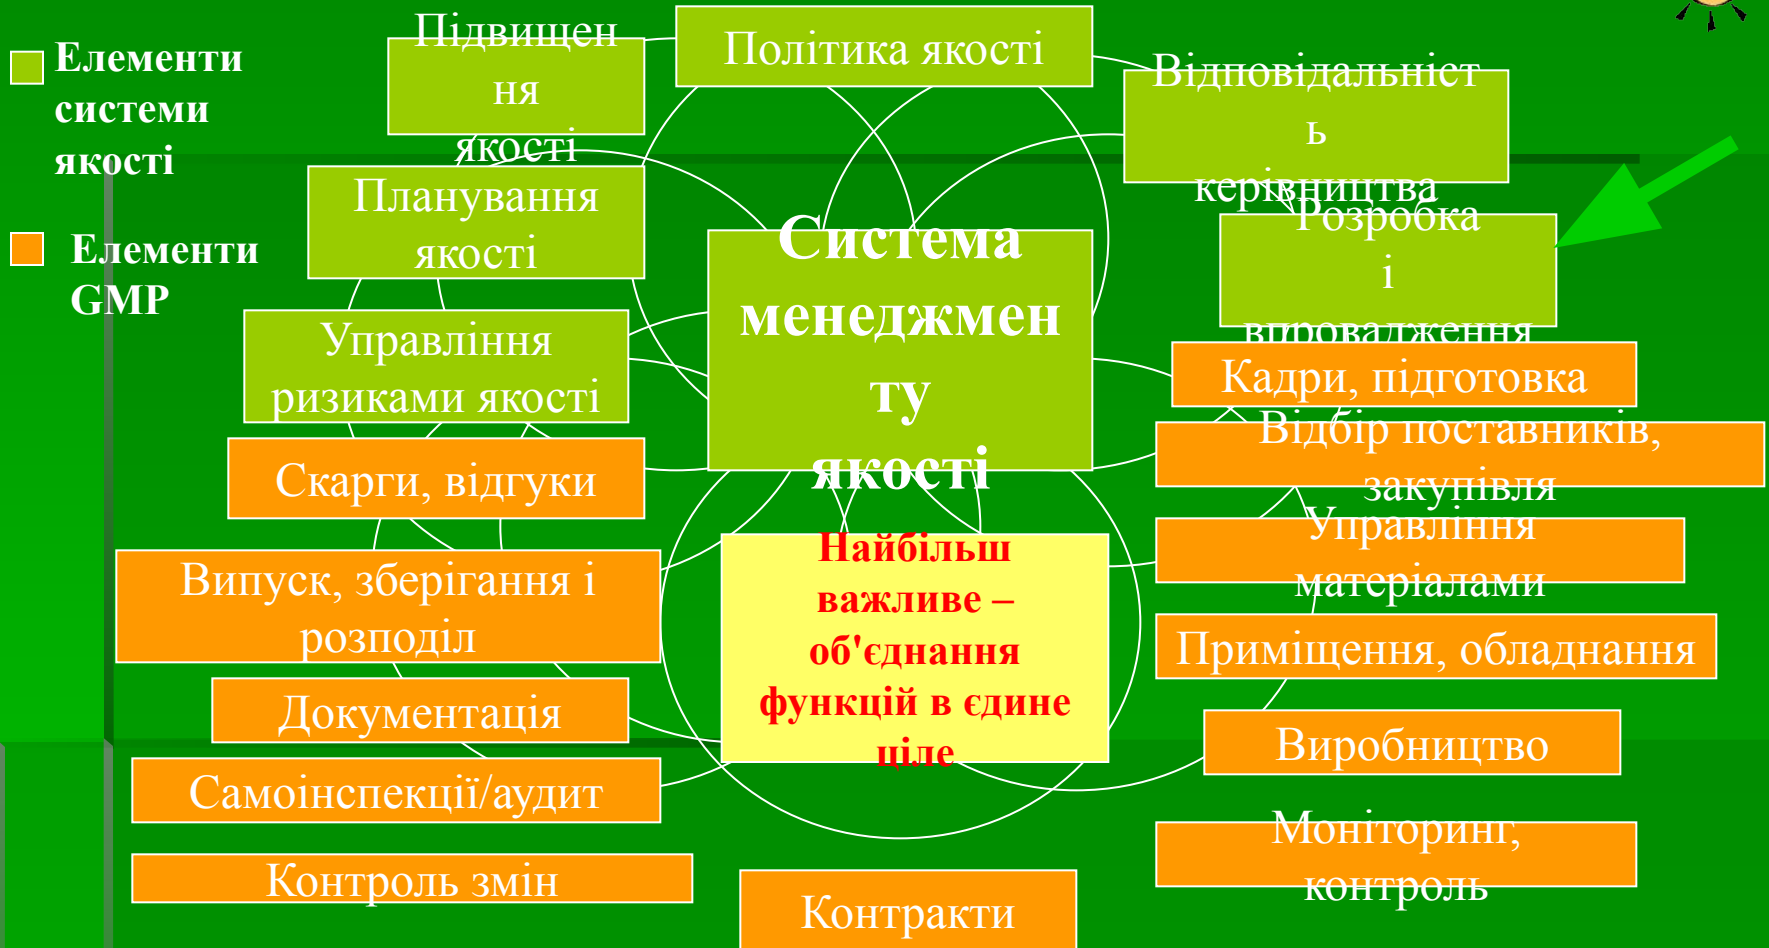 Елементи
системи
якості
Елементи
GMP
Підвищен
ня
якості
Політика якості
Відповідальніст
ь
керівництва
Планування
якості
Розробка
і
впровадження
Система
менеджмен
ту
якості
Управління
ризиками якості
Кадри, підготовка
Скарги, відгуки
Відбір поставників,
закупівля
Найбільш
важливе –
об'єднання
функцій в єдине
ціле
Управління
матеріалами
Випуск, зберігання і
розподіл
Приміщення, обладнання
Документація
Виробництво
Самоінспекції/аудит
Моніторинг,
контроль
Контроль змін
Контракти